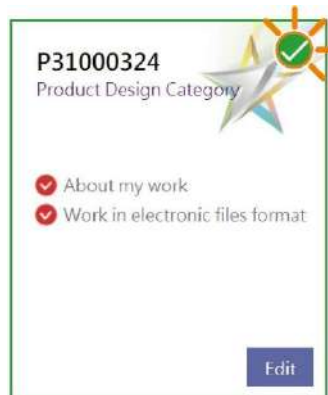 P31000324
Product Design Category
About my work
Work in electronic files format
Edit